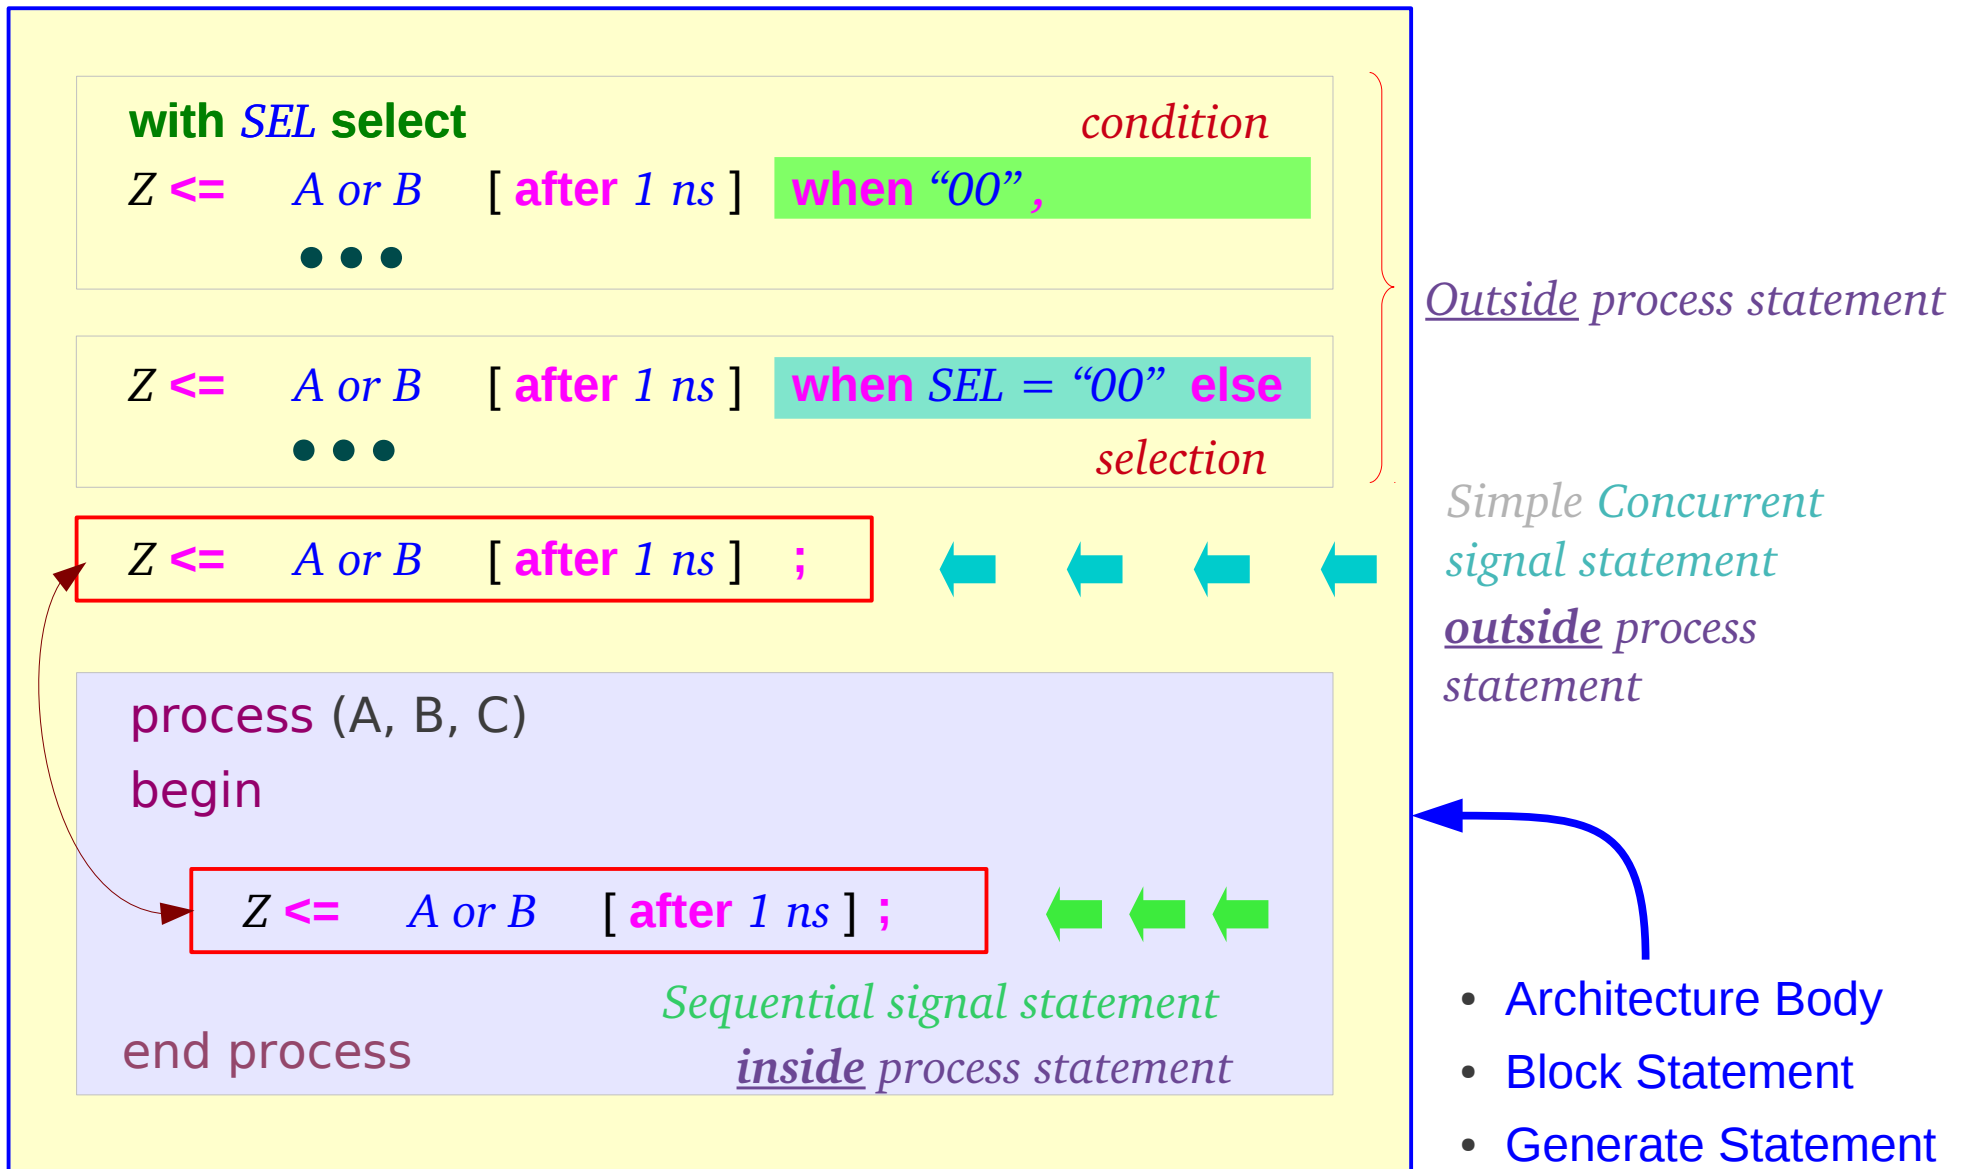 with SEL select
condition
Z <= A or B [ after 1 ns ] when “00” ,
● ● ●
Outside process statement
Z <= A or B [ after 1 ns ] when SEL = “00” else
● ● ●
selection
Simple Concurrent
signal statement
outside process
statement
Z <= A or B [ after 1 ns ] ;
process (A, B, C)
begin
Z <= A or B [ after 1 ns ] ;
Sequential signal statement
inside process statement
end process
• Architecture Body
• Block Statement
• Generate Statement